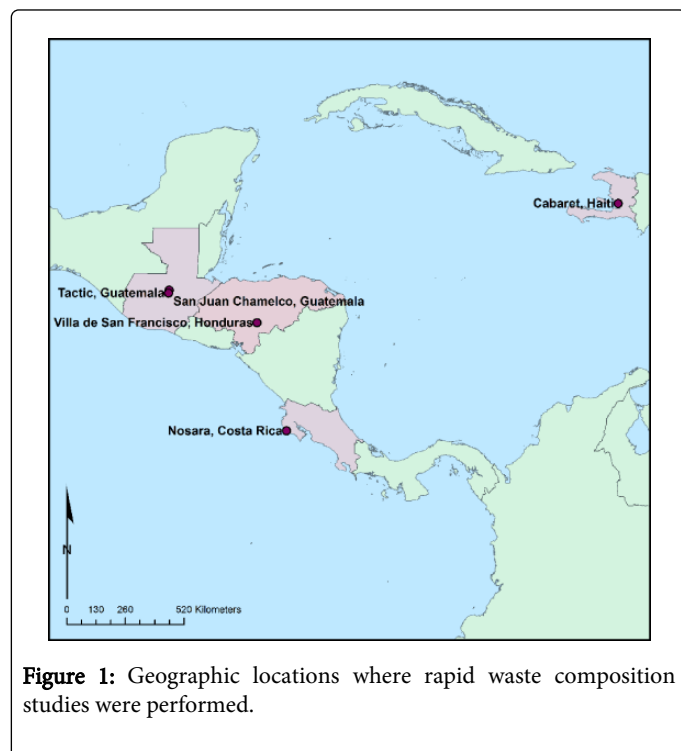 Cabaret, Haiti
Tactic, Guatemala
San Juan Chamelco, Guatemala
Villa de San Francisco, Honduras
Nosara, Costa Rica
N
0 130 260 520 Kilometers
Figure 1: Geographic locations where rapid waste composition
studies were performed.